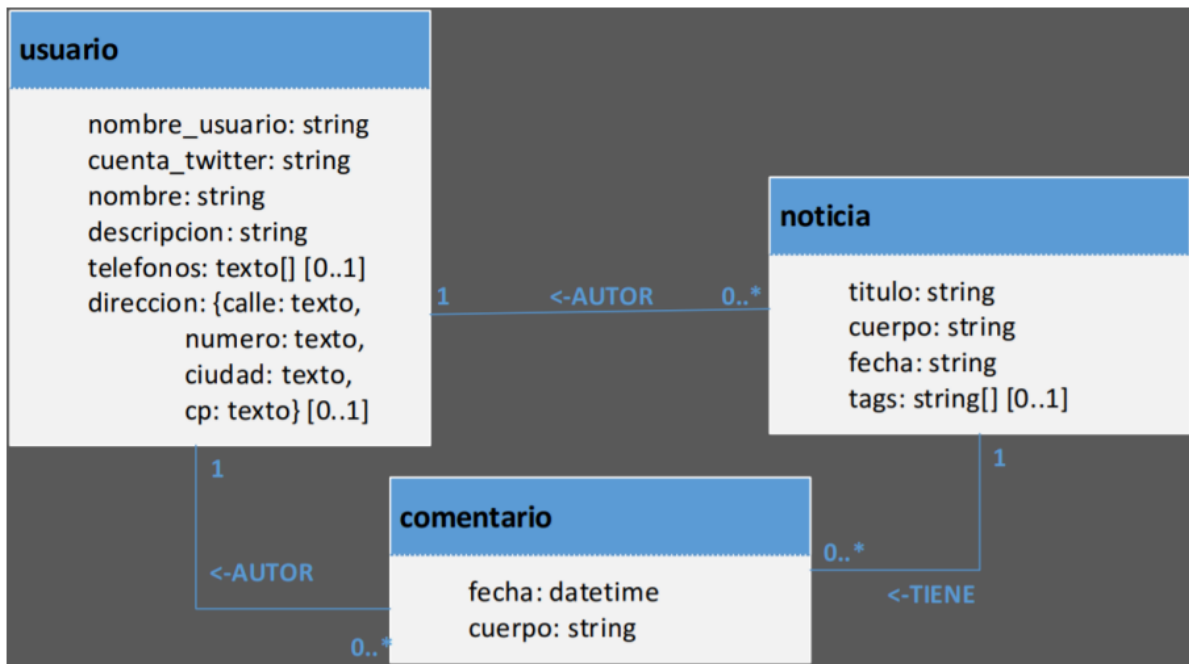 usuario
nombre_usuario: string
cuenta_twitter: string
nombre: string
descripcion: string
telefonos: texto[] [0..1]
direccion: {calle: texto,
numero: texto,
ciudad: texto,
cp: texto} [0..1]
1
<-AUTOR
0..*
noticia
titulo: string
cuerpo: string
fecha: string
tags: string[] [0..1]
1
1
<-AUTOR
0..*
comentario
fecha: datetime
cuerpo: string
0..*
<-TIENE